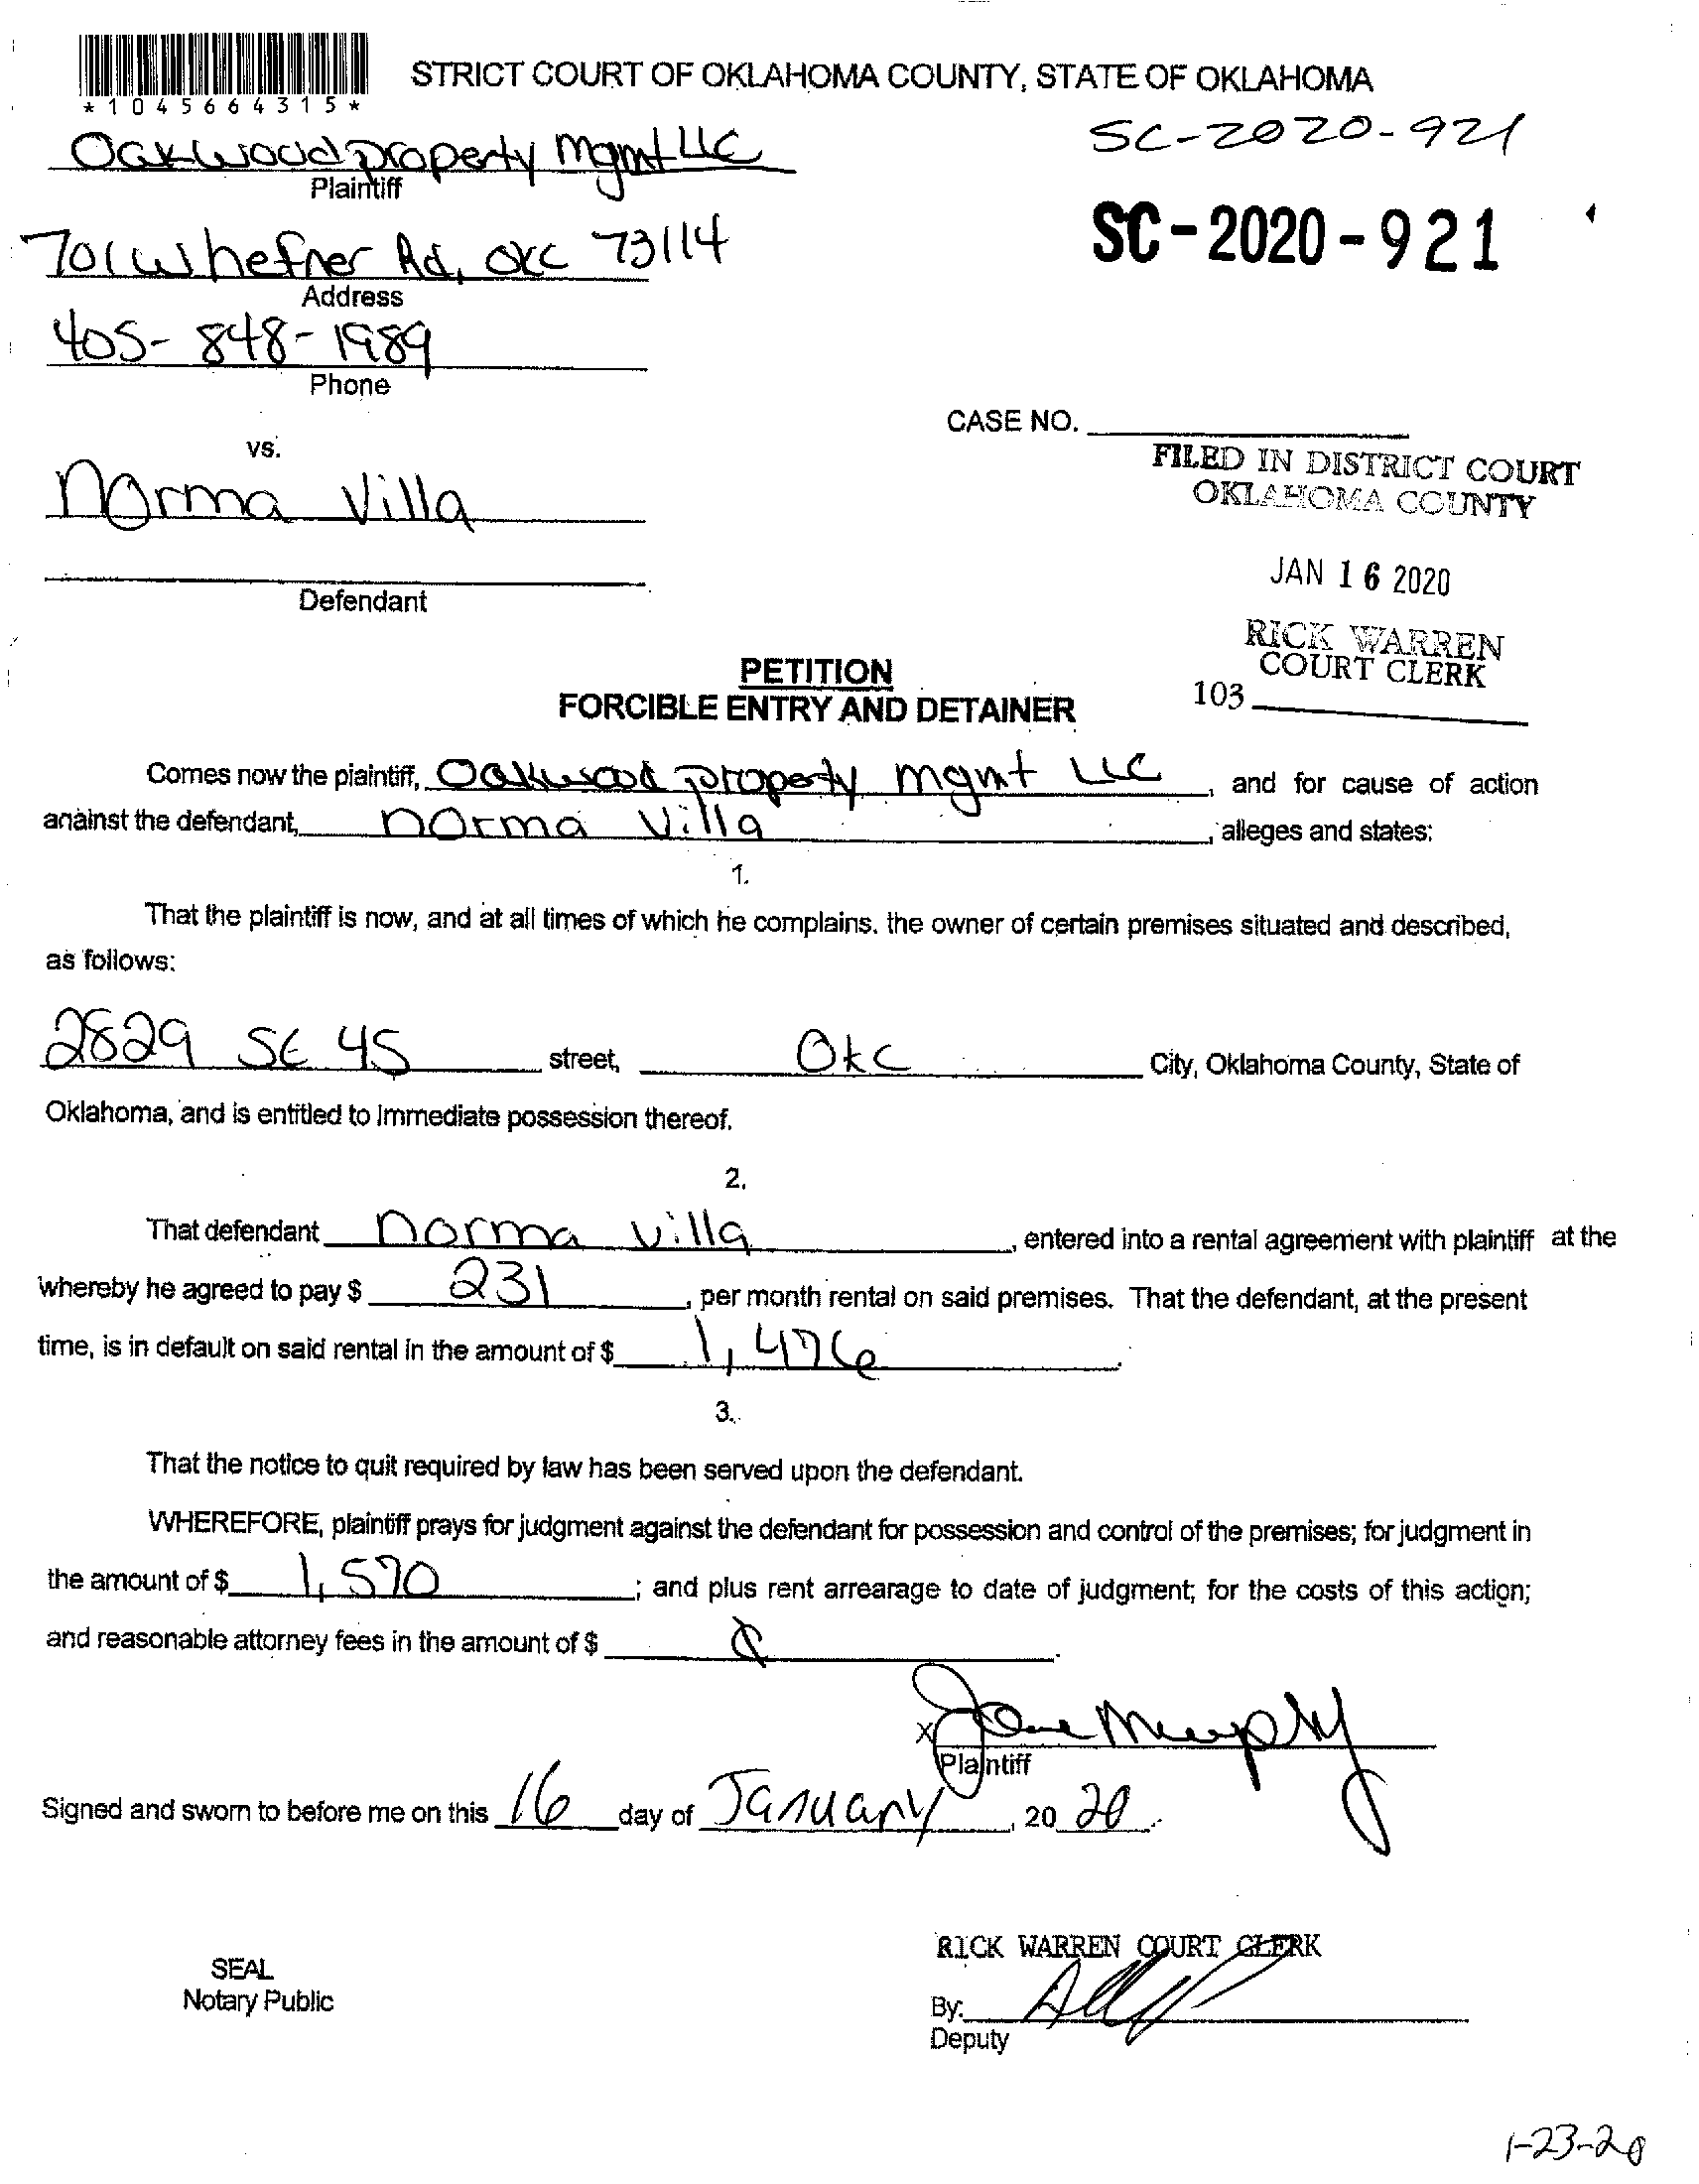 *1045664315*
STRICT COURT OF OKLAHOMA COUNTY, STATE OF OKLAHOMA
Oakwood property mgmt LLC
SC-2020-921
Plaintiff
SC-2020-921
701 W hefner Rd, OKC 73114
Address
405-848-1989
Phone
CASE NO.
vs.
FILED IN DISTRICT COURT
OKLAHOMA COUNTY
Norma Villa
JAN 16 2020
Defendant
RICK WARREN
COURT CLERK
103
PETITION
FORCIBLE ENTRY AND DETAINER
Comes now the plaintiff, Oakwood property mgmt LLC, and for cause of action
against the defendant, Norma Villa, alleges and states:
1.
That the plaintiff is now, and at all times of which he complains. the owner of certain premises situated and described,
as follows:
2829 SE 45 street, OKC City, Oklahoma County, State of
Oklahoma, and is entitled to immediate possession thereof.
2.
That defendant Norma Villa, entered into a rental agreement with plaintiff at the
whereby he agreed to pay $ 231, per month rental on said premises. That the defendant, at the present
time, is in default on said rental in the amount of $ 1,476.
3.
That the notice to quit required by law has been served upon the defendant.
WHEREFORE, plaintiff prays for judgment against the defendant for possession and control of the premises; for judgment in
the amount of $ 1,570; and plus rent arrearage to date of judgment; for the costs of this action;
and reasonable attorney fees in the amount of $
x Jane Murphy
Plaintiff
Signed and sworn to before me on this 16 day of January, 20 20.
RICK WARREN COURT CLERK
SEAL
Notary Public
By:
Deputy
1-23-20